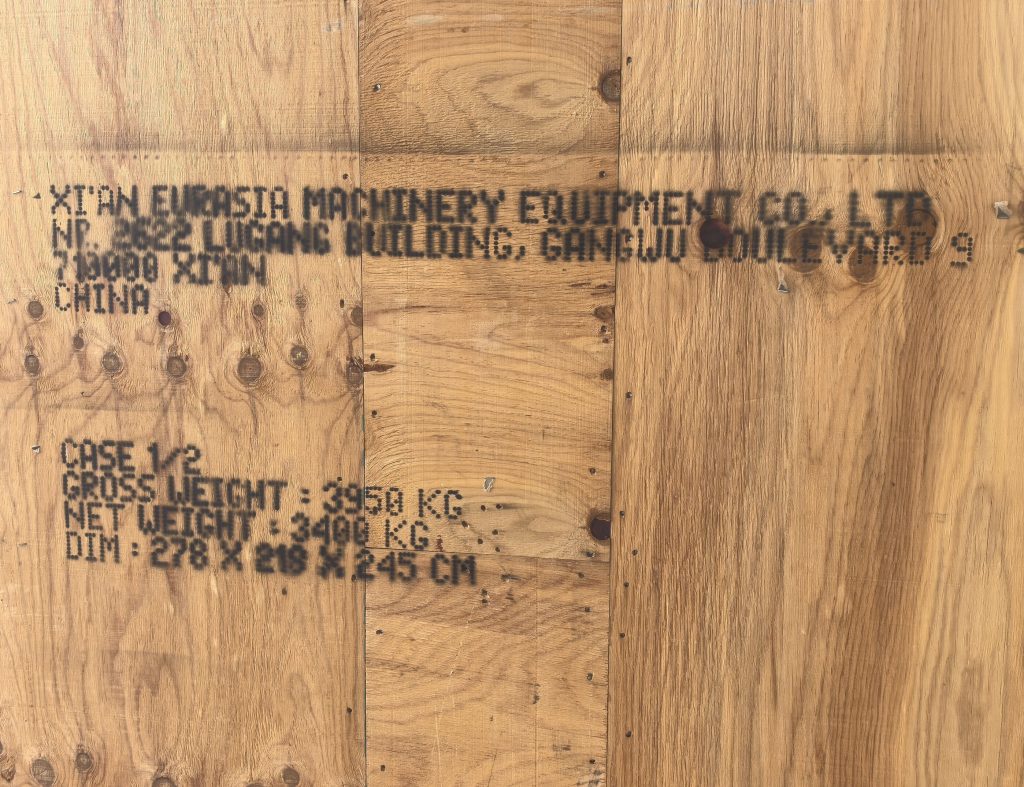 XI'AN EURASIA MACHINERY EQUIPMENT CO., LTD
NR. 2622 LUGANG BUILDING, GANGWU BOULEVARD 9
710000 XI'AN
CHINA
CASE 1/2
GROSS WEIGHT : 3950 KG
NET WEIGHT : 3400 KG
DIM : 278 X 218 X 245 CM